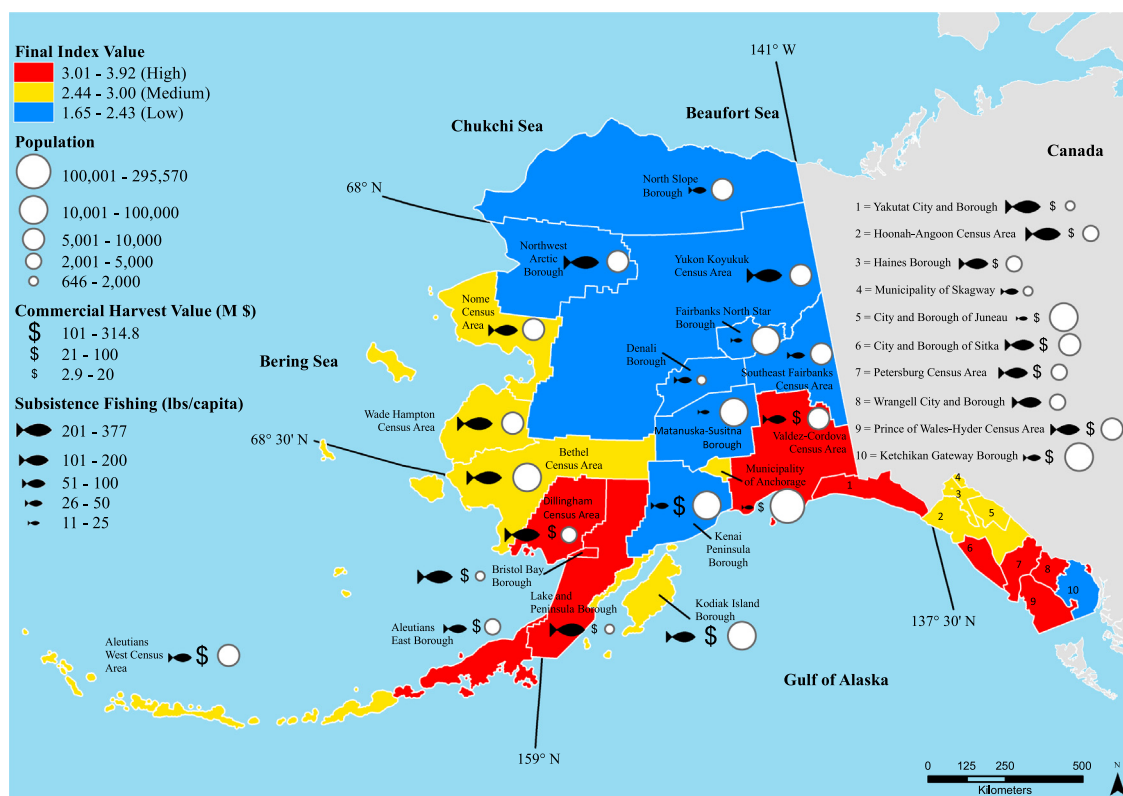 Final Index Value
3.01 - 3.92 (High)
2.44 - 3.00 (Medium)
1.65 - 2.43 (Low)
Population
100,001 - 295,570
10,001 - 100,000
5,001 - 10,000
2,001 - 5,000
646 - 2,000
Commercial Harvest Value (M $)
$ 101 - 314.8
$ 21 - 100
$ 2.9 - 20
Subsistence Fishing (lbs/capita)
201 - 377
101 - 200
51 - 100
26 - 50
11 - 25
141° W
Beaufort Sea
Chukchi Sea
Canada
68° N
North Slope
Borough
Northwest
Arctic
Borough
Yukon Koyukuk
Census Area
Nome
Census
Area
Fairbanks North Star
Borough
Bering Sea
Denali
Borough
Southeast Fairbanks
Census Area
Wade Hampton
Census Area
Matanuska-Susitna
Borough
$
Valdez-Cordova
Census Area
68° 30' N
Bethel
Census Area
Municipality
of Anchorage
$
Dillingham
Census Area
$
$
Kenai
Peninsula
Borough
Bristol Bay
Borough
$
Lake and
Peninsula Borough
$
Kodiak Island
Borough
$
Aleutians
East Borough
$
Aleutians
West Census
Area
$
1 = Yakutat City and Borough $
2 = Hoonah-Angoon Census Area $
3 = Haines Borough $
4 = Municipality of Skagway
5 = City and Borough of Juneau $
6 = City and Borough of Sitka $
7 = Petersburg Census Area $
8 = Wrangell City and Borough
9 = Prince of Wales-Hyder Census Area $
10 = Ketchikan Gateway Borough $
1
2
3
4
5
6
7
8
9
10
137° 30' N
Gulf of Alaska
159° N
0 125 250 500
Kilometers
N